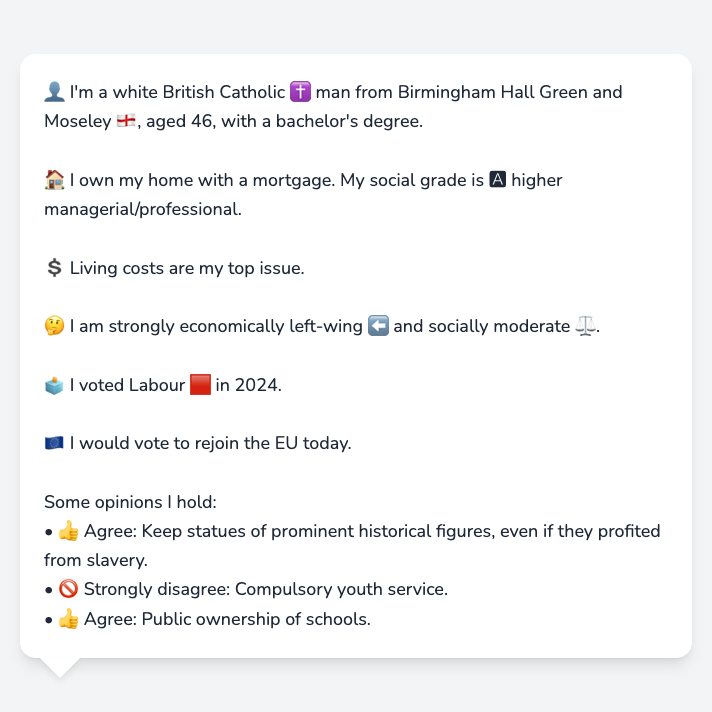 👤 I'm a white British Catholic ✝️ man from Birmingham Hall Green and
Moseley 🏴󠁧󠁢󠁥󠁮󠁧󠁿, aged 46, with a bachelor's degree.
🏠 I own my home with a mortgage. My social grade is 🅰 higher
managerial/professional.
💲 Living costs are my top issue.
🤔 I am strongly economically left-wing ⬅️ and socially moderate ⚖️.
🗳️ I voted Labour 🟥 in 2024.
🇪🇺 I would vote to rejoin the EU today.
Some opinions I hold:
• 👍 Agree: Keep statues of prominent historical figures, even if they profited
from slavery.
• 🚫 Strongly disagree: Compulsory youth service.
• 👍 Agree: Public ownership of schools.